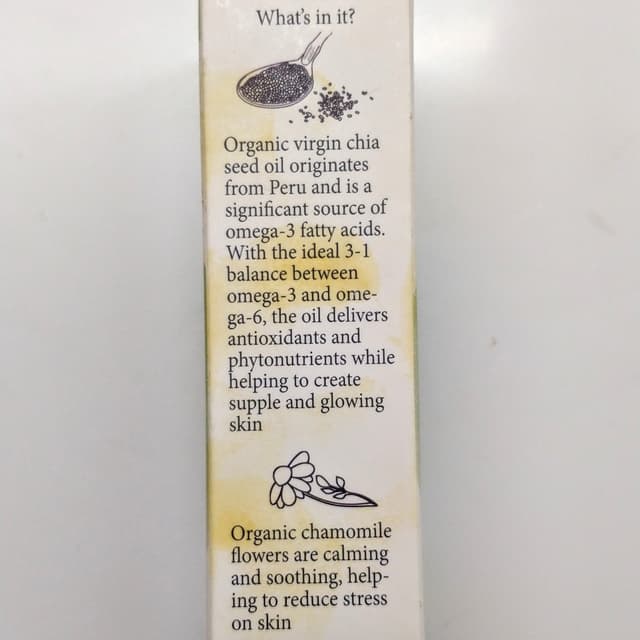 What's in it?
Organic virgin chia
seed oil originates
from Peru and is a
significant source of
omega-3 fatty acids.
With the ideal 3-1
balance between
omega-3 and ome-
ga-6, the oil delivers
antioxidants and
phytonutrients while
helping to create
supple and glowing
skin
Organic chamomile
flowers are calming
and soothing, help-
ing to reduce stress
on skin